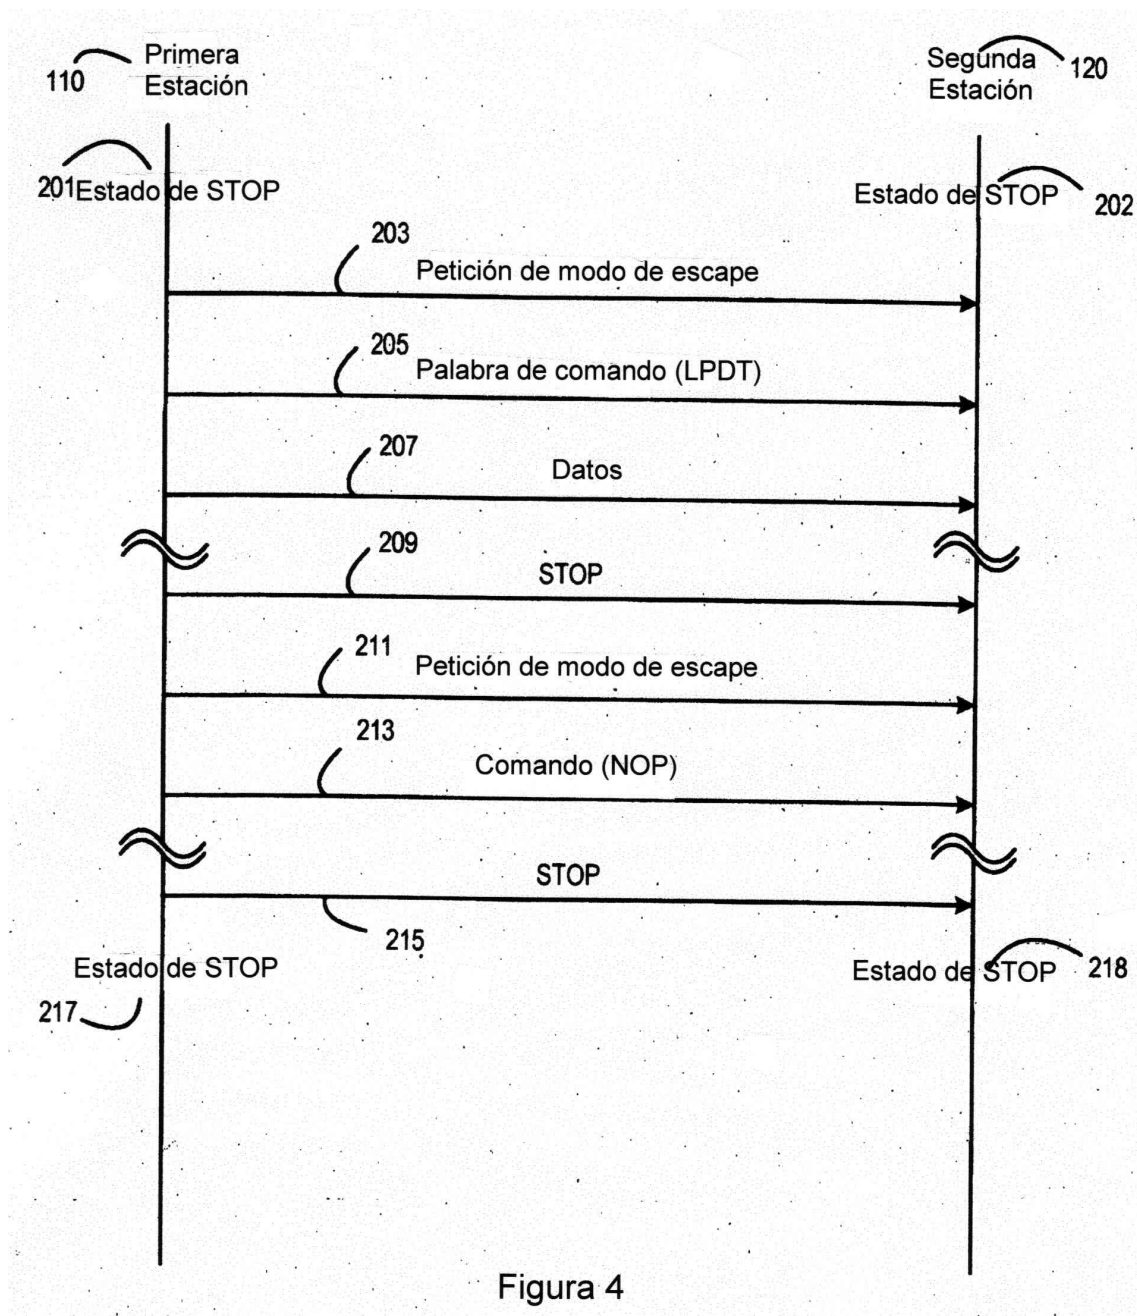 Primera
Estación
110
Segunda
Estación
120
201
Estado de STOP
Estado de STOP
202
203
Petición de modo de escape
205
Palabra de comando (LPDT)
207
Datos
209
STOP
211
Petición de modo de escape
213
Comando (NOP)
STOP
215
Estado de STOP
217
Estado de STOP
218
Figura 4